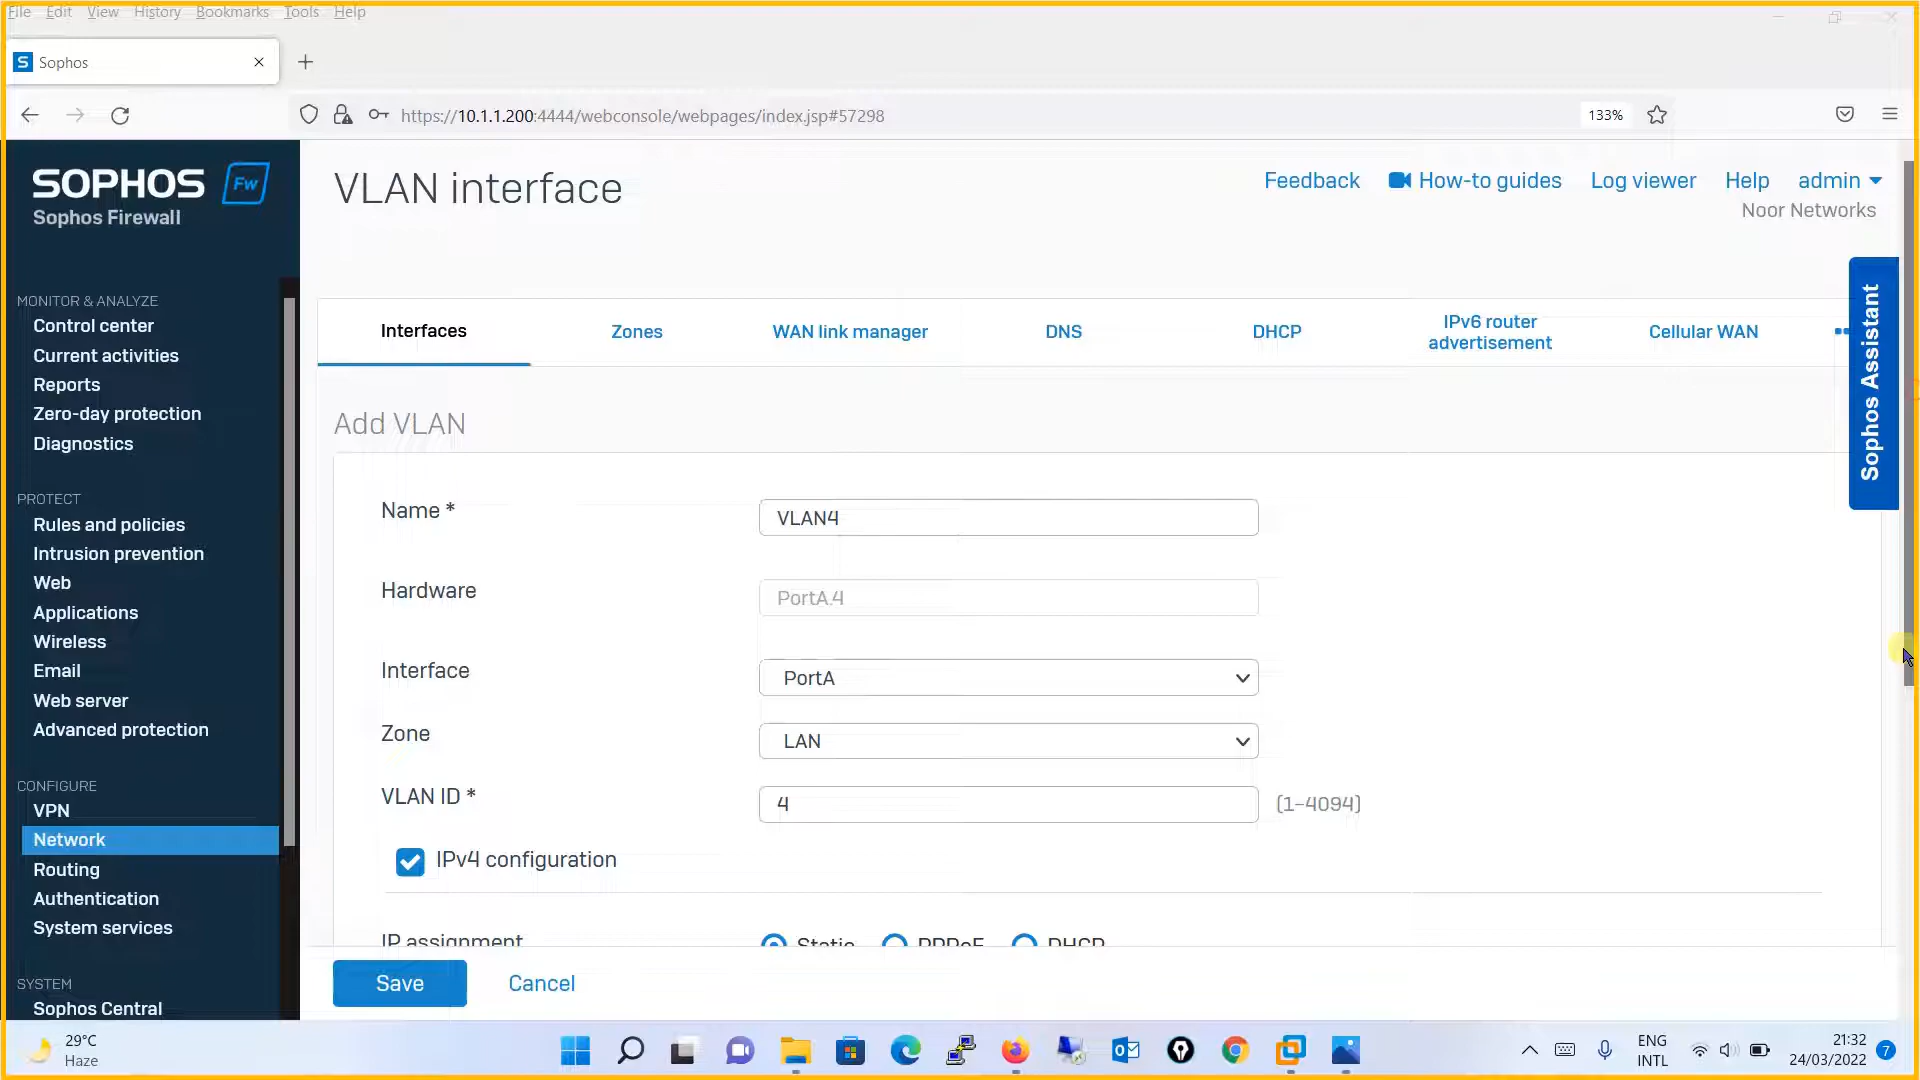 File Edit View History Bookmarks Tools Help
S Sophos
https://10.1.1.200:4444/webconsole/webpages/index.jsp#57298
133%
SOPHOS Fw
Sophos Firewall
VLAN interface
Feedback How-to guides Log viewer Help admin
Noor Networks
Sophos Assistant
MONITOR & ANALYZE
Control center
Current activities
Reports
Zero-day protection
Diagnostics
PROTECT
Rules and policies
Intrusion prevention
Web
Applications
Wireless
Email
Web server
Advanced protection
CONFIGURE
VPN
Network
Routing
Authentication
System services
SYSTEM
Sophos Central
Interfaces Zones WAN link manager DNS DHCP IPv6 router advertisement Cellular WAN
Add VLAN
Name * VLAN4
Hardware PortA.4
Interface PortA
Zone LAN
VLAN ID * 4 (1-4094)
IPv4 configuration
IP assignment Static PPPoE DHCP
Save Cancel
29°C
Haze
ENG
INTL
21:32
24/03/2022
7